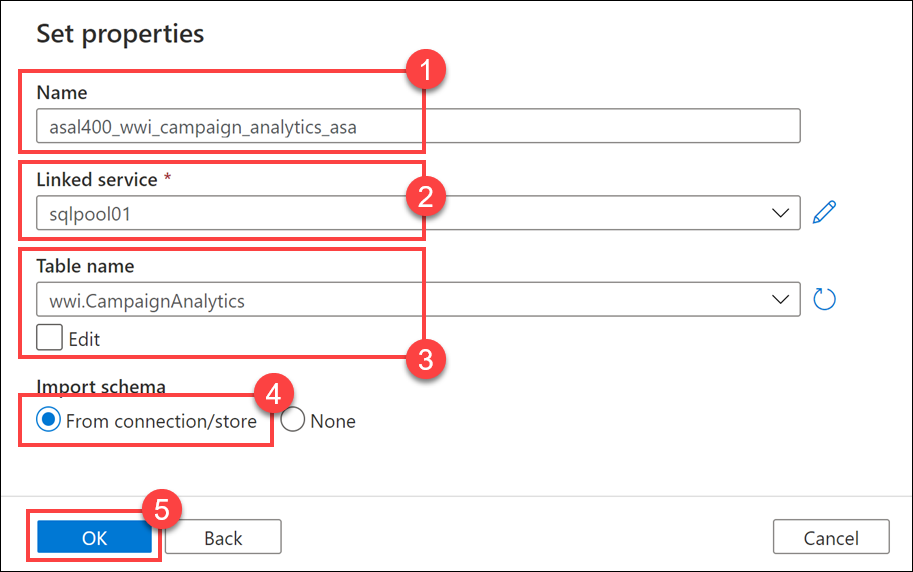 Set properties
1
Name
asal400_wwi_campaign_analytics_asa
Linked service *
2
sqlpool01
Table name
wwi.CampaignAnalytics
Edit
3
Import schema
4
From connection/store None
5
OK Back Cancel